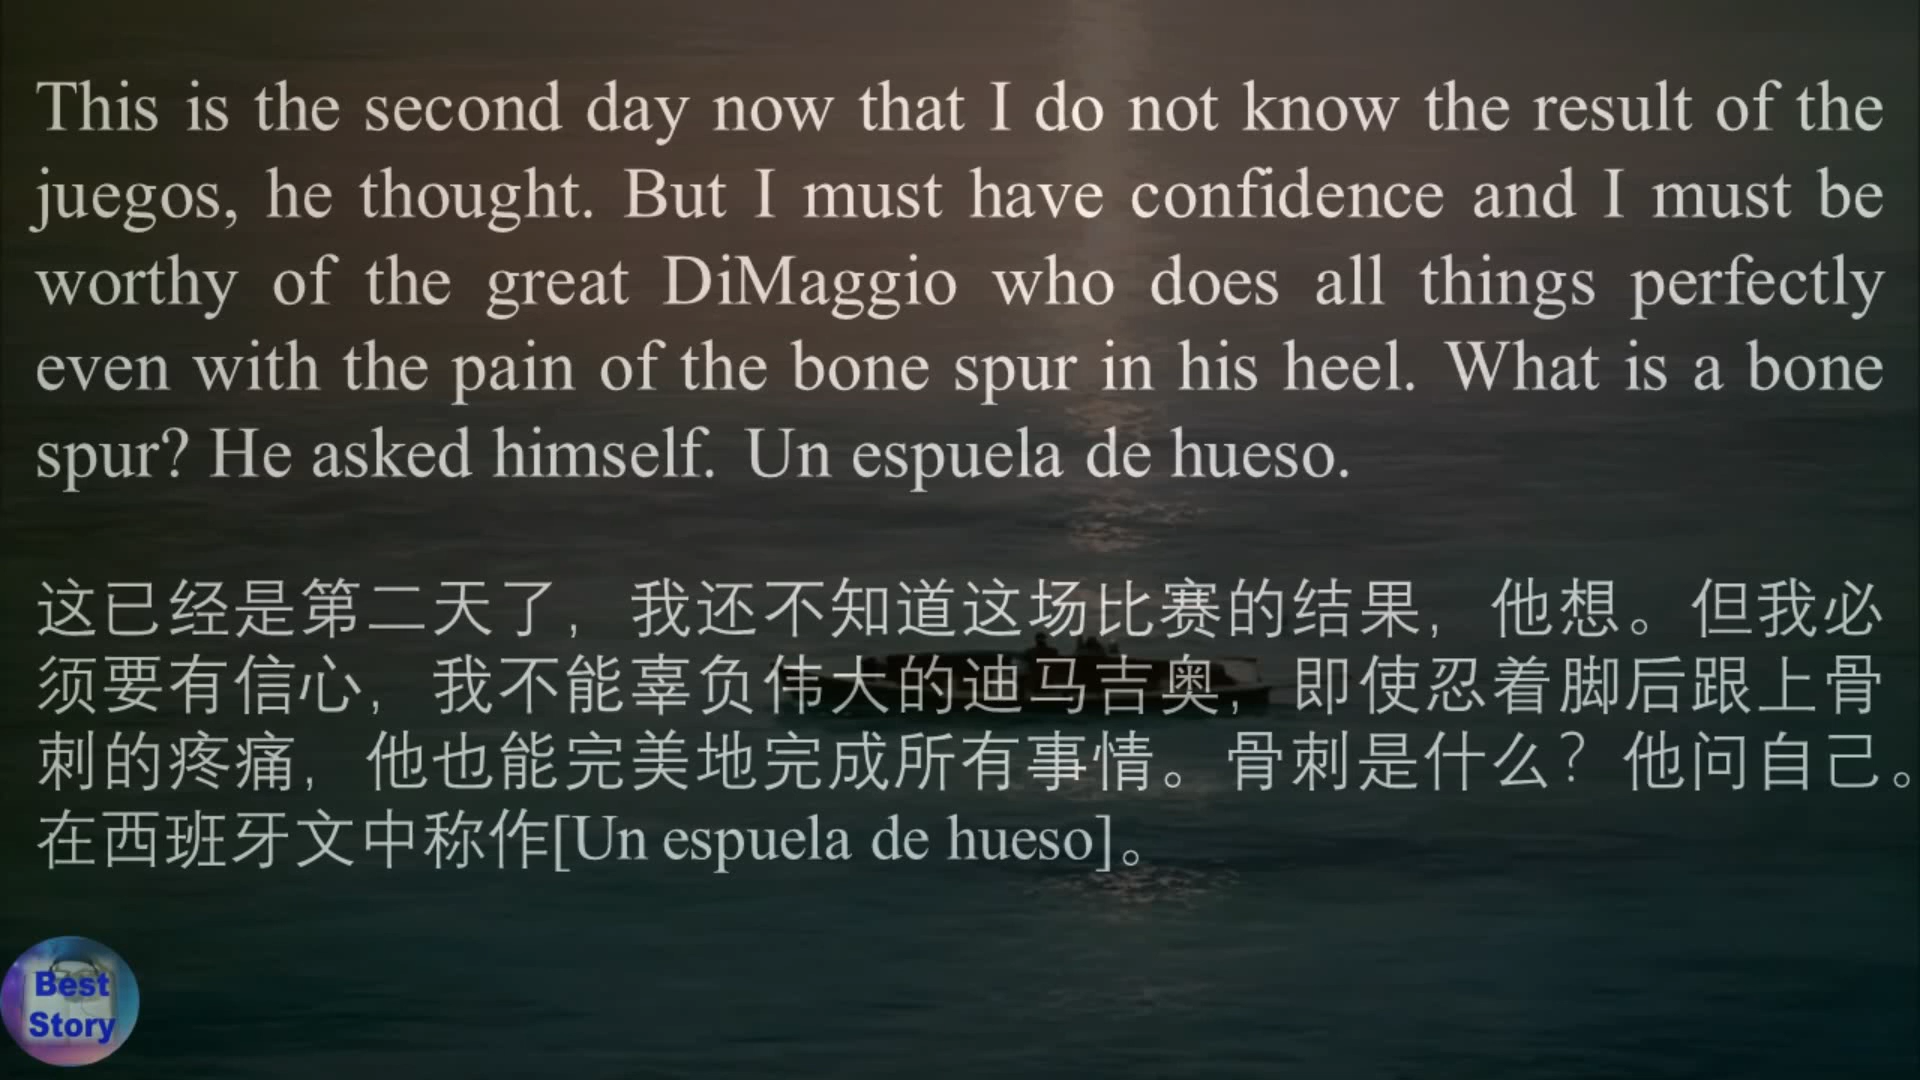 This is the second day now that I do not know the result of the
juegos, he thought. But I must have confidence and I must be
worthy of the great DiMaggio who does all things perfectly
even with the pain of the bone spur in his heel. What is a bone
spur? He asked himself. Un espuela de hueso.
这已经是第二天了，我还不知道这场比赛的结果，他想。但我必
须要有信心，我不能辜负伟大的迪马吉奥，即使忍着脚后跟上骨
刺的疼痛，他也能完美地完成所有事情。骨刺是什么？他问自己。
在西班牙文中称作[Un espuela de hueso]。
Best
Story